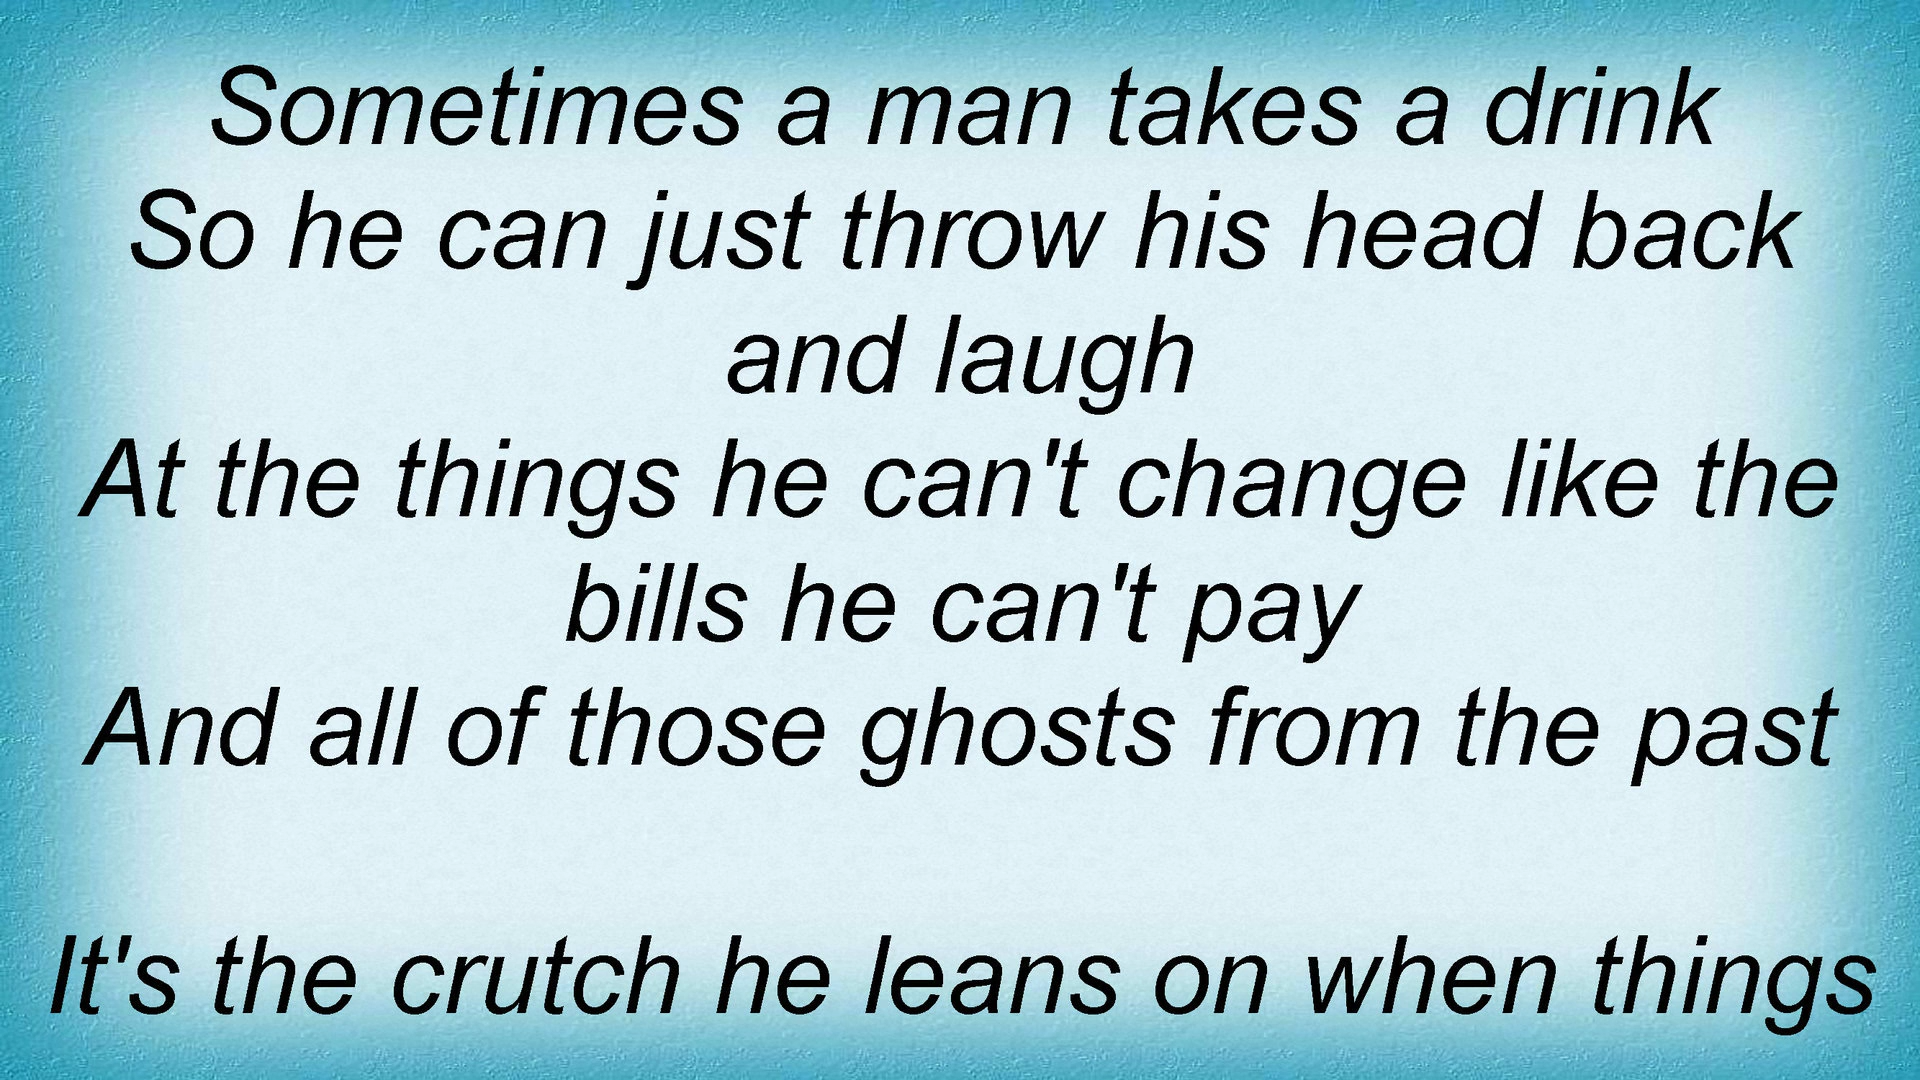 Sometimes a man takes a drink
So he can just throw his head back
and laugh
At the things he can't change like the
bills he can't pay
And all of those ghosts from the past
It's the crutch he leans on when things